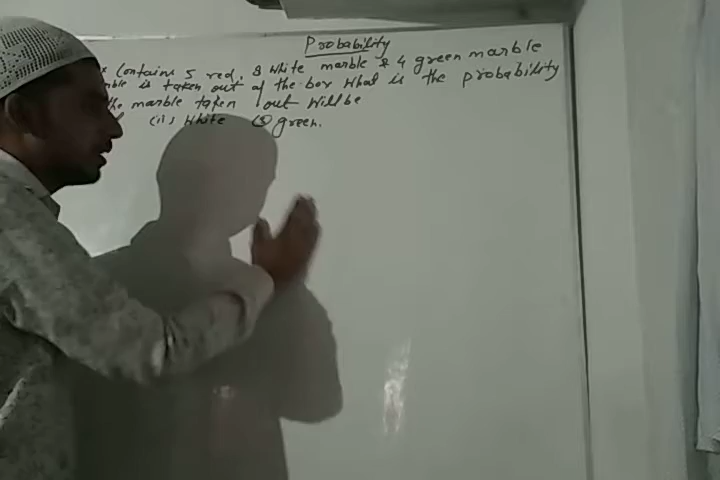 Probability
Contains 5 red, 8 White marble & 4 green marble
is taken out of the box What is the probability
the marble taken out will be
(ii) White (3) green.